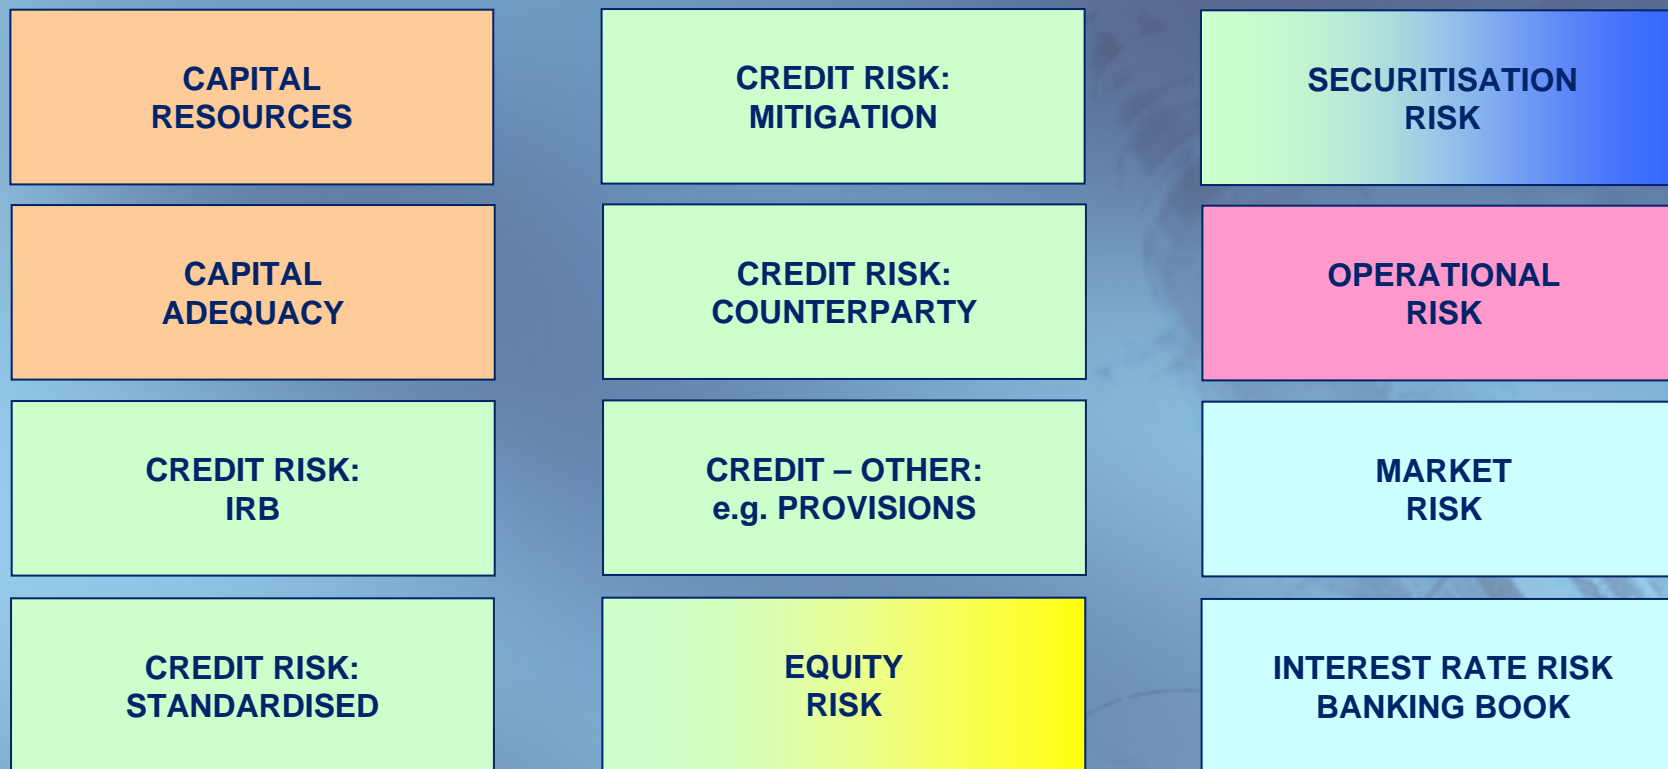 CAPITAL
RESOURCES
CAPITAL
ADEQUACY
CREDIT RISK:
IRB
CREDIT RISK:
STANDARDISED
CREDIT RISK:
MITIGATION
CREDIT RISK:
COUNTERPARTY
CREDIT – OTHER:
e.g. PROVISIONS
EQUITY
RISK
SECURITISATION
RISK
OPERATIONAL
RISK
MARKET
RISK
INTEREST RATE RISK
BANKING BOOK